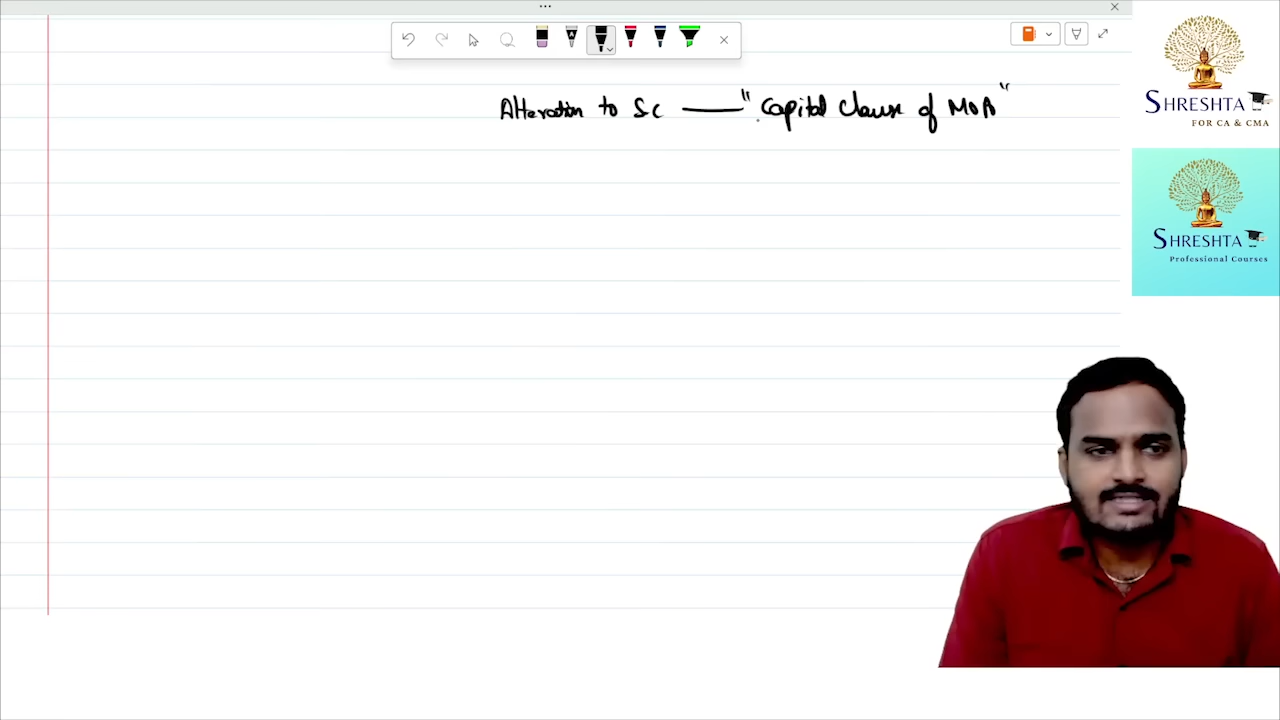 Alteration to SC — "Capital Clause of MOA"
SHRESHTA
FOR CA & CMA
SHRESHTA
Professional Courses